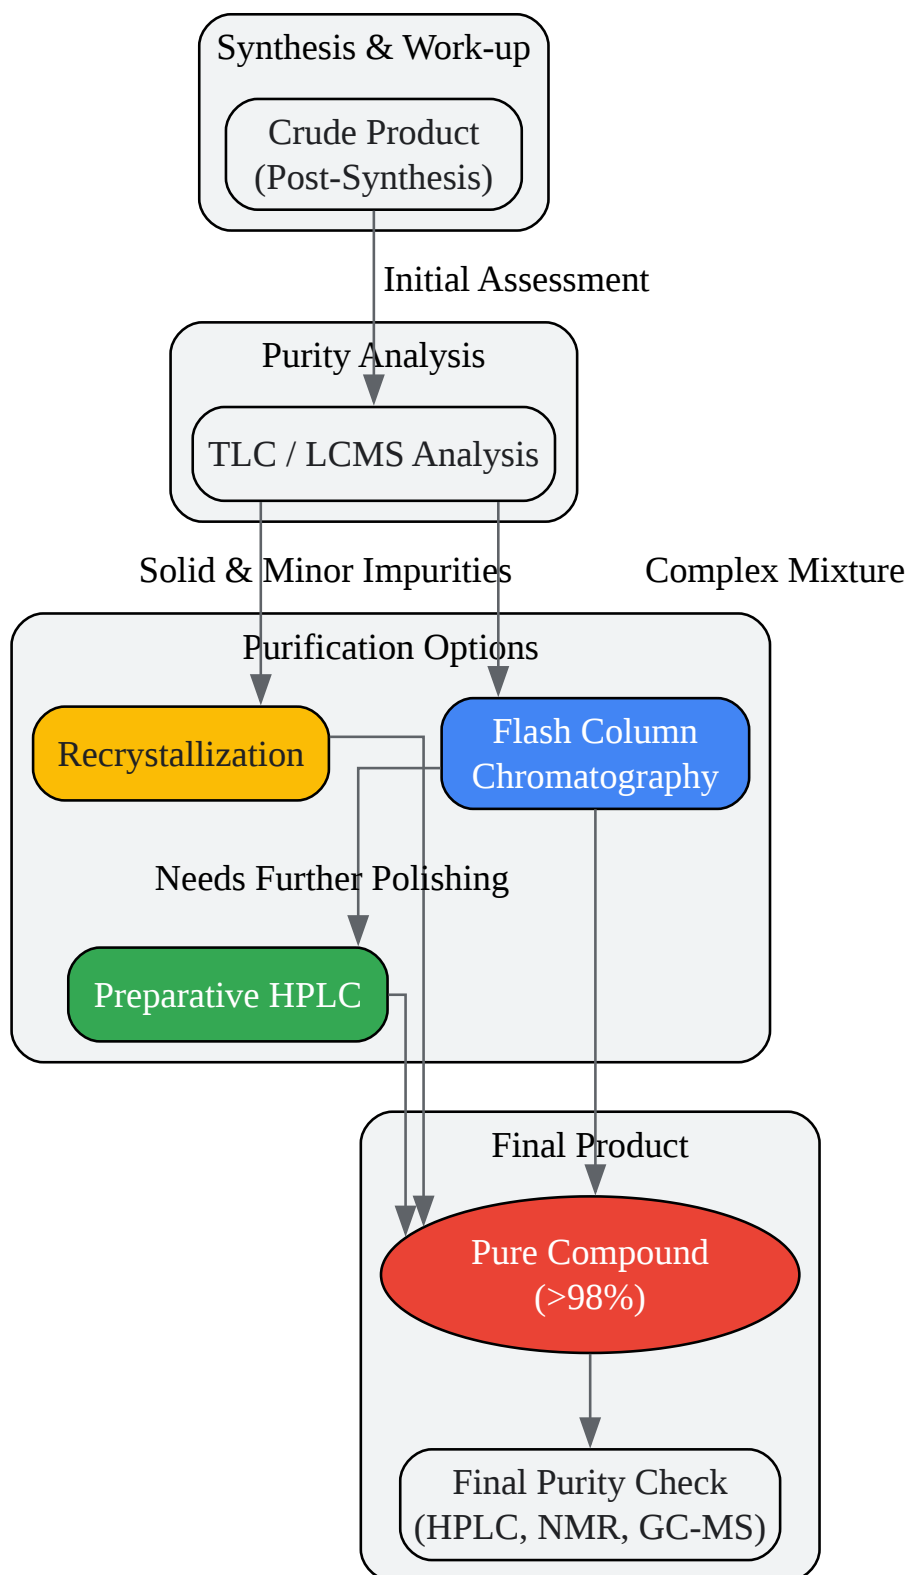 Synthesis & Work-up
Crude Product
(Post-Synthesis)
Initial Assessment
Purity Analysis
TLC / LCMS Analysis
Solid & Minor Impurities
Complex Mixture
Purification Options
Recrystallization
Flash Column
Chromatography
Needs Further Polishing
Preparative HPLC
Final Product
Pure Compound
(>98%)
Final Purity Check
(HPLC, NMR, GC-MS)